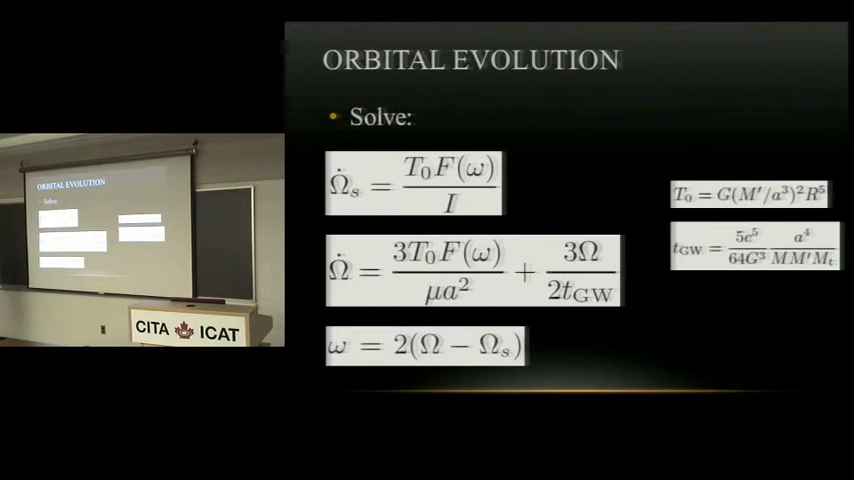 ORBITAL EVOLUTION
• Solve:
Ω̇ₛ = T₀F(ω) / I
Ω̇ = 3T₀F(ω) / μa² + 3Ω / 2t_GW
ω = 2(Ω − Ωₛ)
T₀ = G(M′/a³)²R⁵
t_GW = 5c⁵ / 64G³ a⁴ / MM′Mₜ
ORBITAL EVOLUTION
Solve:
CITA ICAT